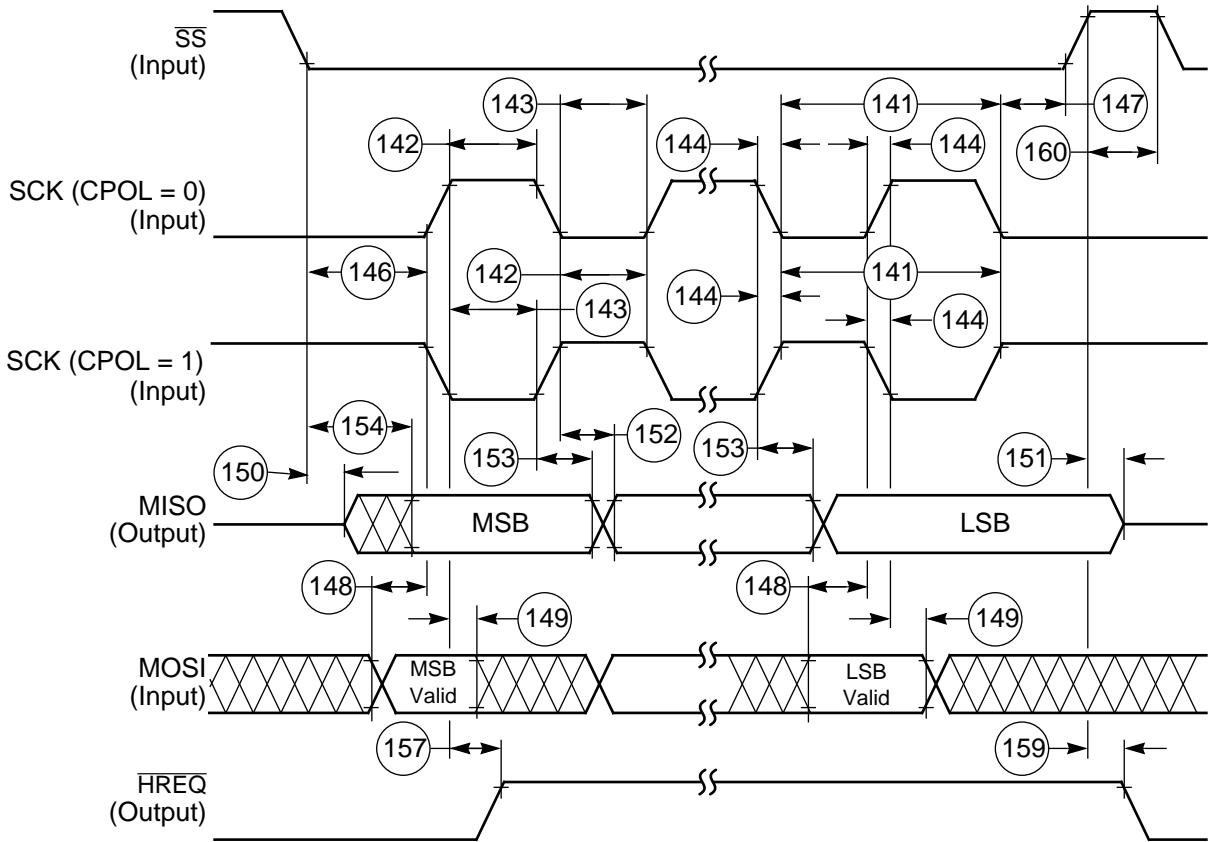 SS
(Input)
143
141
147
142
144
144
160
SCK (CPOL = 0)
(Input)
146
142
141
144
143
144
SCK (CPOL = 1)
(Input)
154
152
150
153
153
151
MISO
(Output)
MSB
LSB
148
148
149
149
MOSI
(Input)
MSB
Valid
LSB
Valid
157
159
HREQ
(Output)